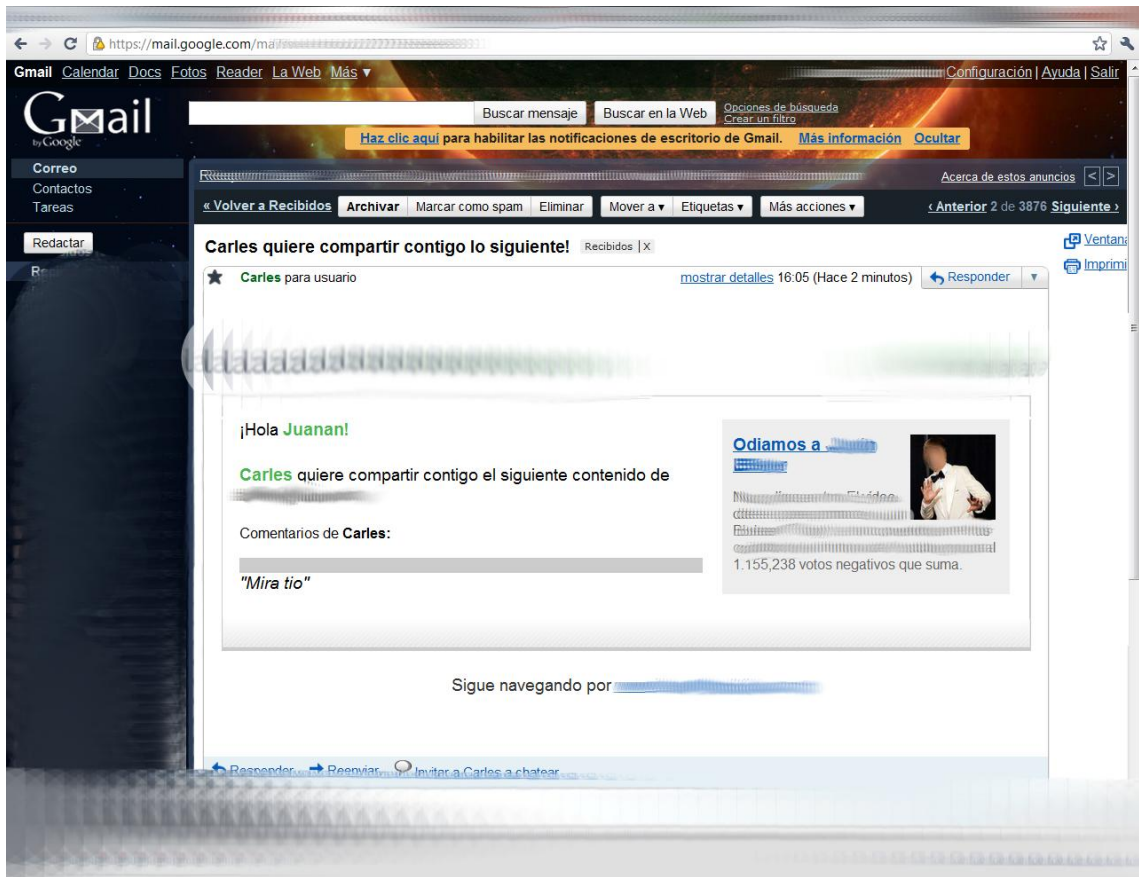 https://mail.google.com/ma
Gmail Calendar Docs Fotos Reader La Web Más ▼
Configuración | Ayuda | Salir
Gmail
by Google
Buscar mensaje
Buscar en la Web
Opciones de búsqueda
Crear un filtro
Haz clic aquí para habilitar las notificaciones de escritorio de Gmail. Más información Ocultar
Correo
Contactos
Tareas
Redactar
Acerca de estos anuncios < >
« Volver a Recibidos Archivar Marcar como spam Eliminar Mover a ▼ Etiquetas ▼ Más acciones ▼ ‹ Anterior 2 de 3876 Siguiente ›
Carles quiere compartir contigo lo siguiente! Recibidos | X
Ventana
Imprimi
Carles para usuario
mostrar detalles 16:05 (Hace 2 minutos) Responder ▼
¡Hola Juanan!
Carles quiere compartir contigo el siguiente contenido de
Comentarios de Carles:
"Mira tio"
Odiamos a
1.155,238 votos negativos que suma.
Sigue navegando por
Responder Reenviar Invitar a Carles a chatear